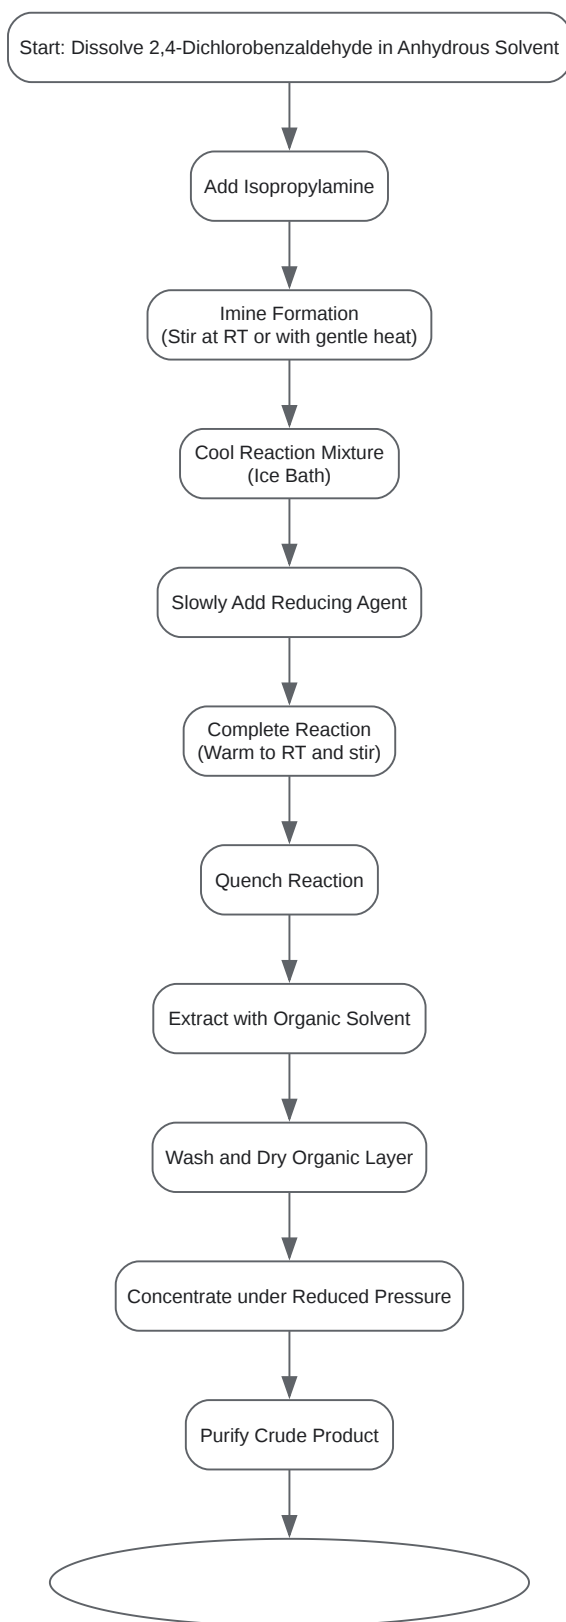 Start: Dissolve 2,4-Dichlorobenzaldehyde in Anhydrous Solvent
Add Isopropylamine
Imine Formation
(Stir at RT or with gentle heat)
Cool Reaction Mixture
(Ice Bath)
Slowly Add Reducing Agent
Complete Reaction
(Warm to RT and stir)
Quench Reaction
Extract with Organic Solvent
Wash and Dry Organic Layer
Concentrate under Reduced Pressure
Purify Crude Product